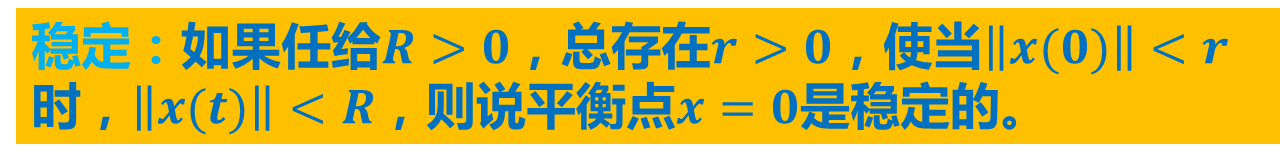 稳定：如果任给R > 0，总存在r > 0，使当‖x(0)‖ < r
时，‖x(t)‖ < R，则说平衡点x = 0是稳定的。